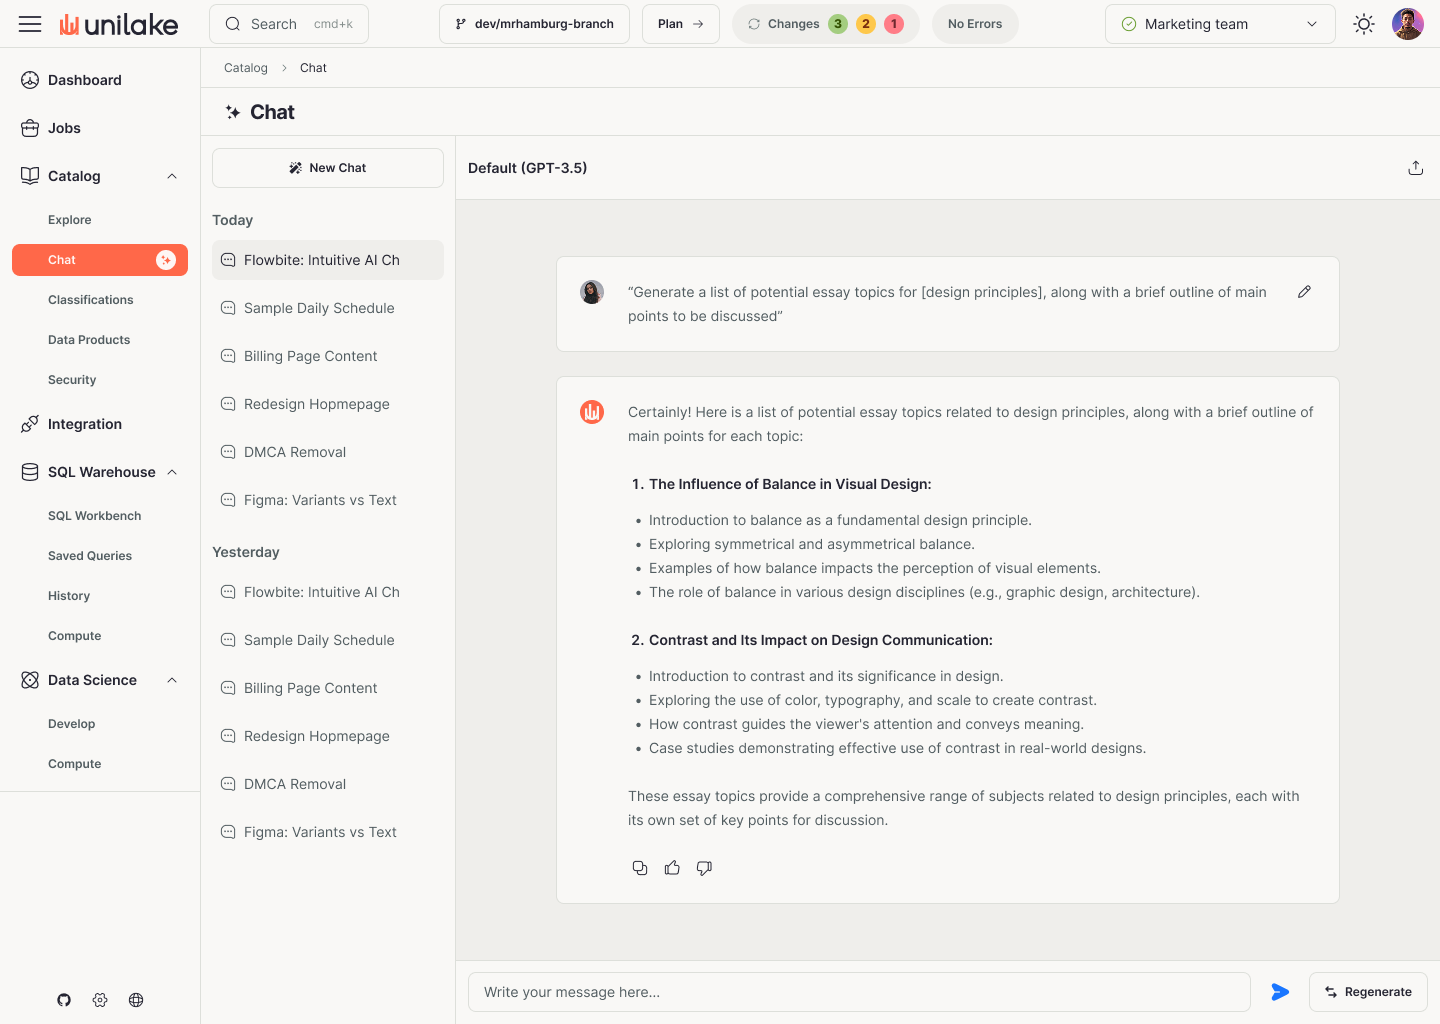 unilake
Search cmd+k
dev/mrhamburg-branch
Plan
Changes 3 2 1
No Errors
Marketing team
Dashboard
Jobs
Catalog
Explore
Chat
Classifications
Data Products
Security
Integration
SQL Warehouse
SQL Workbench
Saved Queries
History
Compute
Data Science
Develop
Compute
Catalog > Chat
Chat
New Chat
Today
Flowbite: Intuitive AI Ch
Sample Daily Schedule
Billing Page Content
Redesign Hopmepage
DMCA Removal
Figma: Variants vs Text
Yesterday
Flowbite: Intuitive AI Ch
Sample Daily Schedule
Billing Page Content
Redesign Hopmepage
DMCA Removal
Figma: Variants vs Text
Default (GPT-3.5)
“Generate a list of potential essay topics for [design principles], along with a brief outline of main
points to be discussed”
Certainly! Here is a list of potential essay topics related to design principles, along with a brief outline of
main points for each topic:
1. The Influence of Balance in Visual Design:
• Introduction to balance as a fundamental design principle.
• Exploring symmetrical and asymmetrical balance.
• Examples of how balance impacts the perception of visual elements.
• The role of balance in various design disciplines (e.g., graphic design, architecture).
2. Contrast and Its Impact on Design Communication:
• Introduction to contrast and its significance in design.
• Exploring the use of color, typography, and scale to create contrast.
• How contrast guides the viewer's attention and conveys meaning.
• Case studies demonstrating effective use of contrast in real-world designs.
These essay topics provide a comprehensive range of subjects related to design principles, each with
its own set of key points for discussion.
Write your message here...
Regenerate